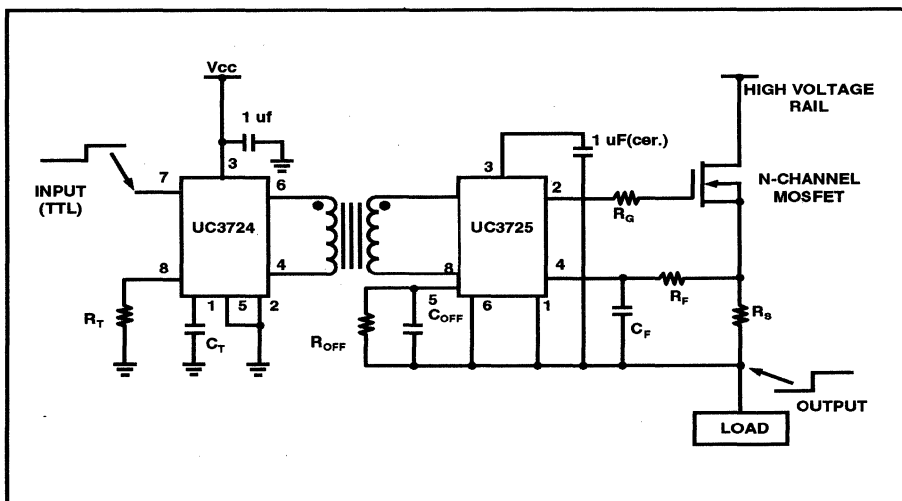 Vcc
1 uf
3
7
6
INPUT
(TTL)
UC3724
8
4
1
5
2
RT
CT
3
1 uF(cer.)
2
UC3725
RG
8
4
5
COFF
6
1
ROFF
CF
RF
RS
HIGH VOLTAGE
RAIL
N-CHANNEL
MOSFET
OUTPUT
LOAD